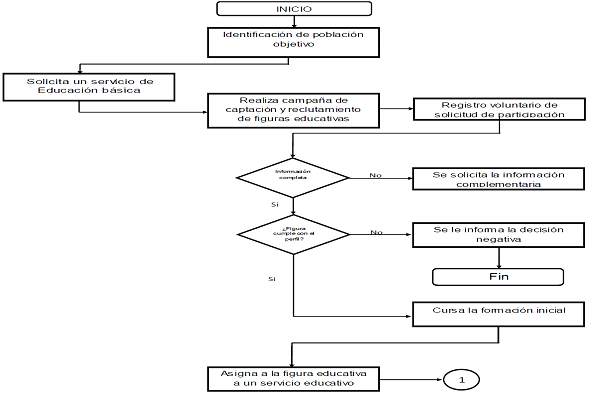 INICIO
Identificación de población
objetivo
Solicita un servicio de
Educación básica
Realiza campaña de
captación y reclutamiento
de figuras educativas
Registro voluntario de
solicitud de participación
Información
completa
No
Se solicita la información
complementaria
Si
¿Figura
cumple con el
perfil?
No
Se le informa la decisión
negativa
Fin
Si
Cursa la formación inicial
Asigna a la figura educativa
a un servicio educativo
1